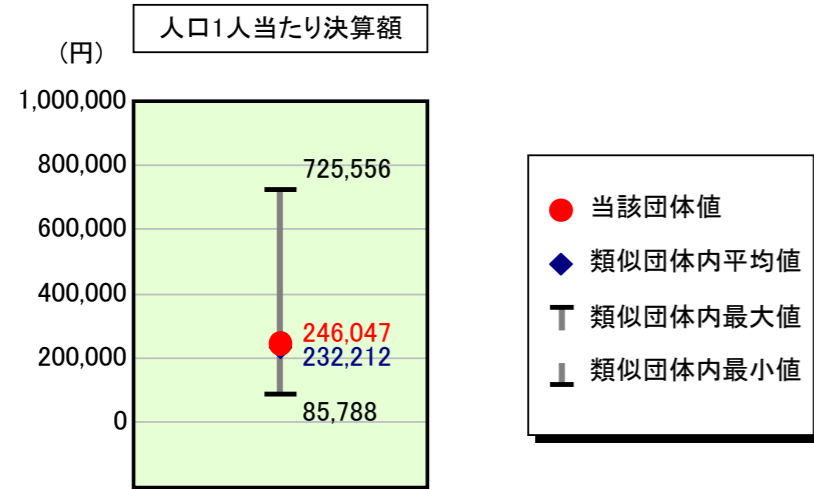 人口1人当たり決算額
(円)
1,000,000
800,000
600,000
400,000
200,000
0
725,556
246,047
232,212
85,788
当該団体値
類似団体内平均値
類似団体内最大値
類似団体内最小値